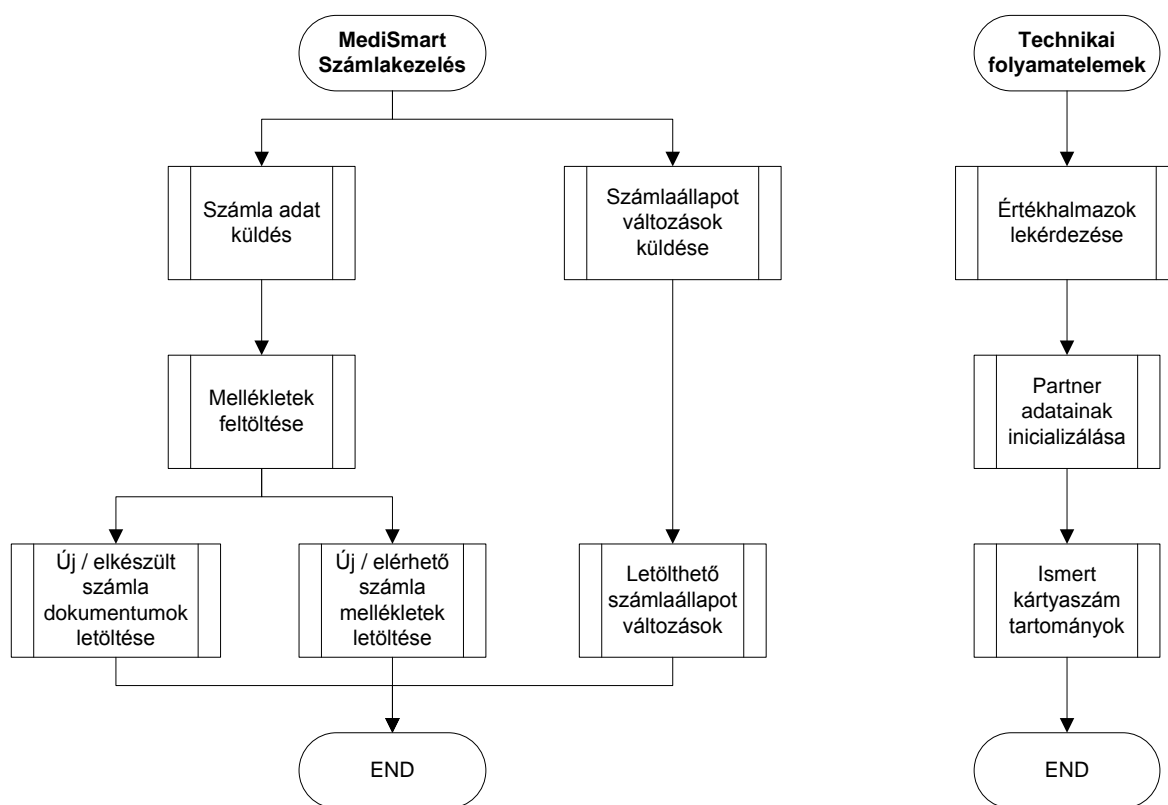 MediSmart
Számlakezelés
Technikai
folyamatelemek
Számla adat
küldés
Számlaállapot
változások
küldése
Értékhalmazok
lekérdezése
Mellékletek
feltöltése
Partner
adatainak
inicializálása
Új / elkészült
számla
dokumentumok
letöltése
Új / elérhető
számla
mellékletek
letöltése
Letölthető
számlaállapot
változások
Ismert
kártyaszám
tartományok
END
END